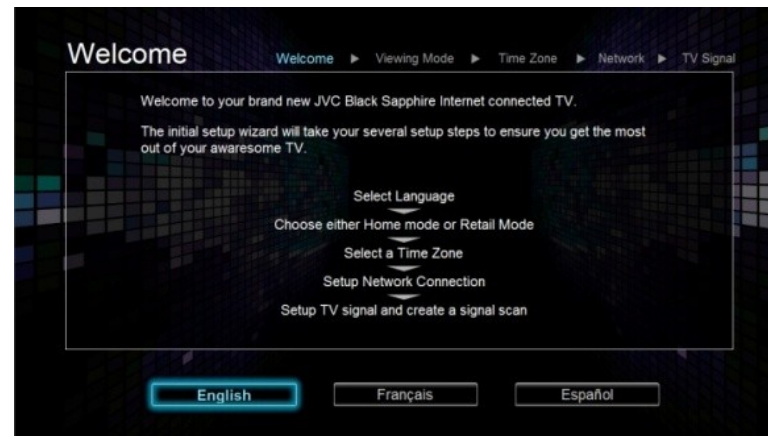 Welcome
Welcome ▶ Viewing Mode ▶ Time Zone ▶ Network ▶ TV Signal
Welcome to your brand new JVC Black Sapphire Internet connected TV.
The initial setup wizard will take your several setup steps to ensure you get the most
out of your awaresome TV.
Select Language
Choose either Home mode or Retail Mode
Select a Time Zone
Setup Network Connection
Setup TV signal and create a signal scan
English Français Español